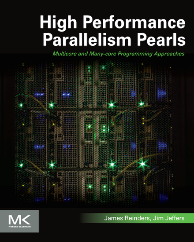 High Performance
Parallelism Pearls
Multicore and Many-core Programming Approaches
James Reinders, Jim Jeffers
MK